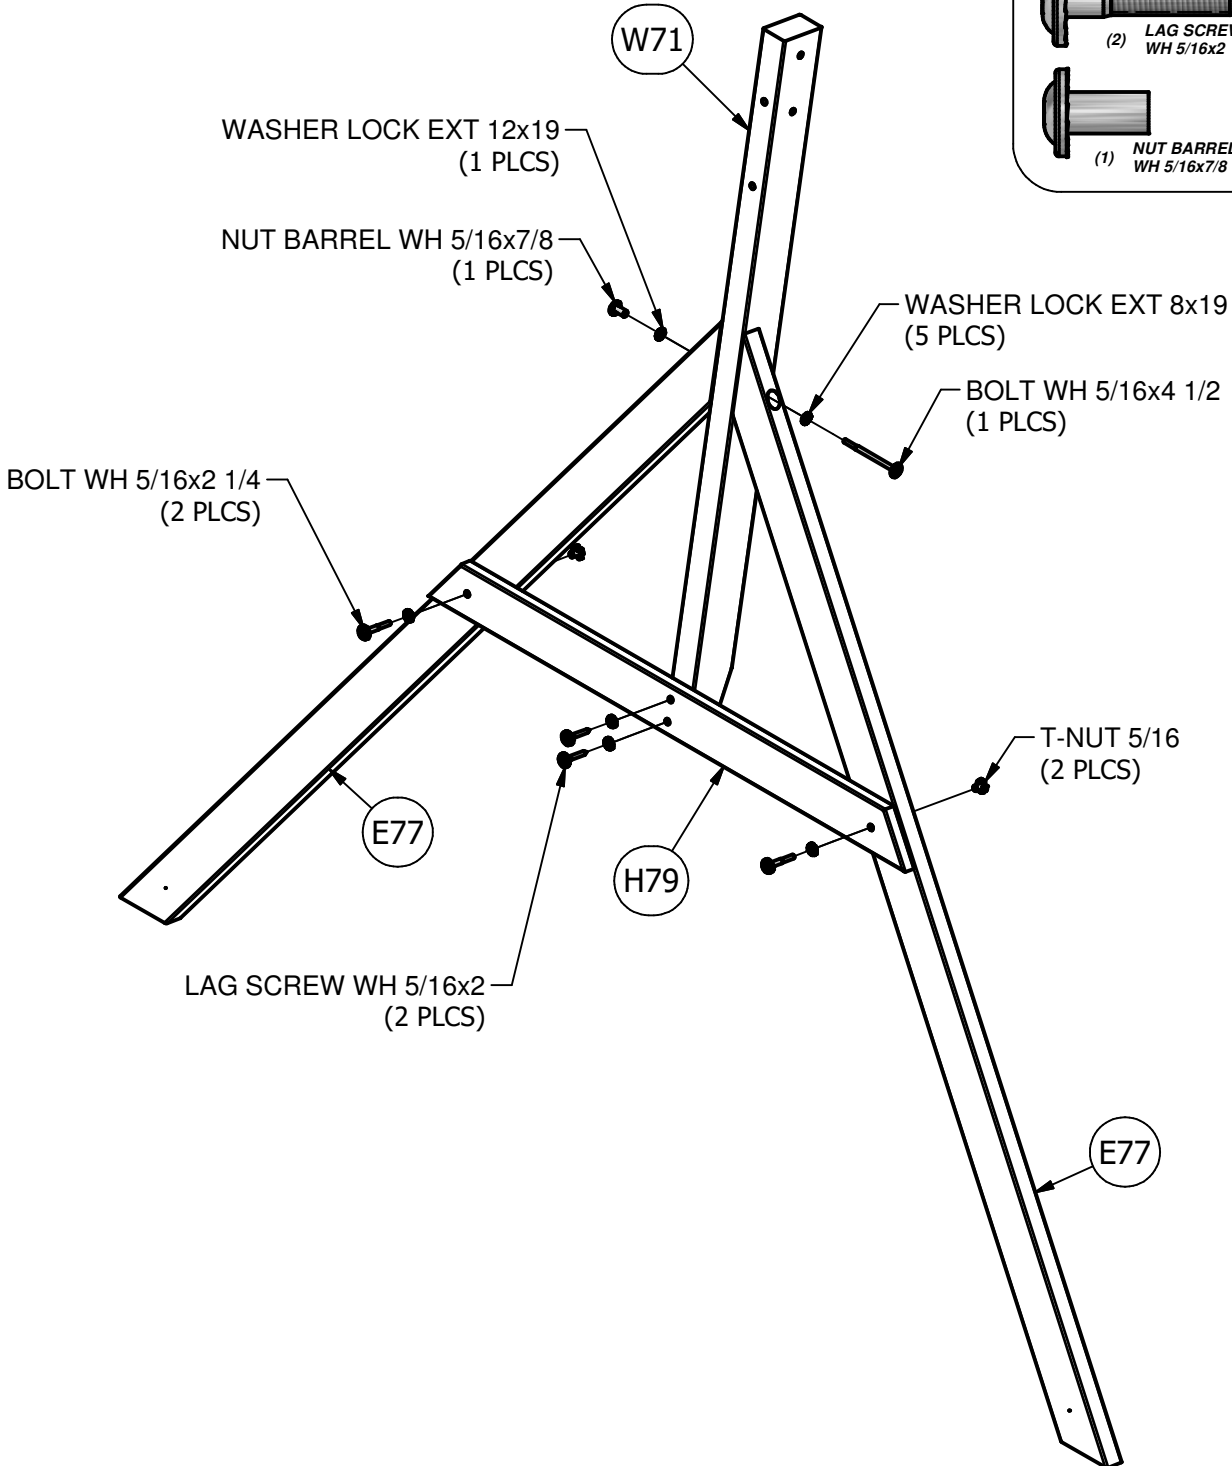 (2) LAG SCREW
WH 5/16x2
(1) NUT BARREL
WH 5/16x7/8
W71
WASHER LOCK EXT 12x19
(1 PLCS)
NUT BARREL WH 5/16x7/8
(1 PLCS)
WASHER LOCK EXT 8x19
(5 PLCS)
BOLT WH 5/16x4 1/2
(1 PLCS)
BOLT WH 5/16x2 1/4
(2 PLCS)
T-NUT 5/16
(2 PLCS)
E77
H79
LAG SCREW WH 5/16x2
(2 PLCS)
E77